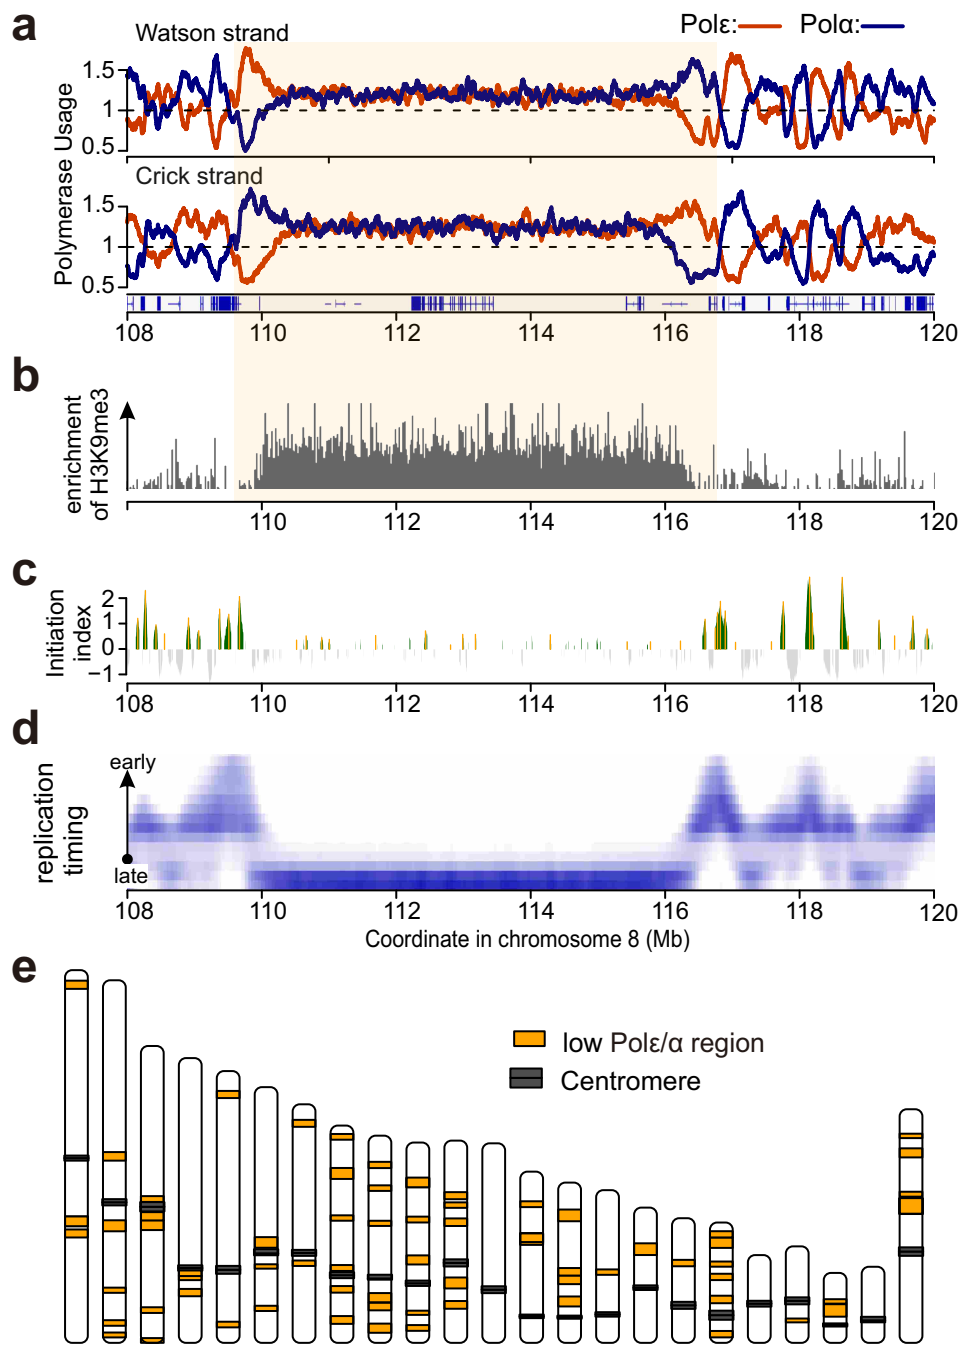 a
Watson strand
Polε:
Polα:
Polymerase Usage
1.5
1
0.5
Crick strand
1.5
1
0.5
108 110 112 114 116 118 120
b
enrichment
of H3K9me3
110 112 114 116 118 120
c
Initiation
index
2
1
0
−1
108 110 112 114 116 118 120
d
replication
timing
early
late
108 110 112 114 116 118 120
Coordinate in chromosome 8 (Mb)
e
low Polε/α region
Centromere